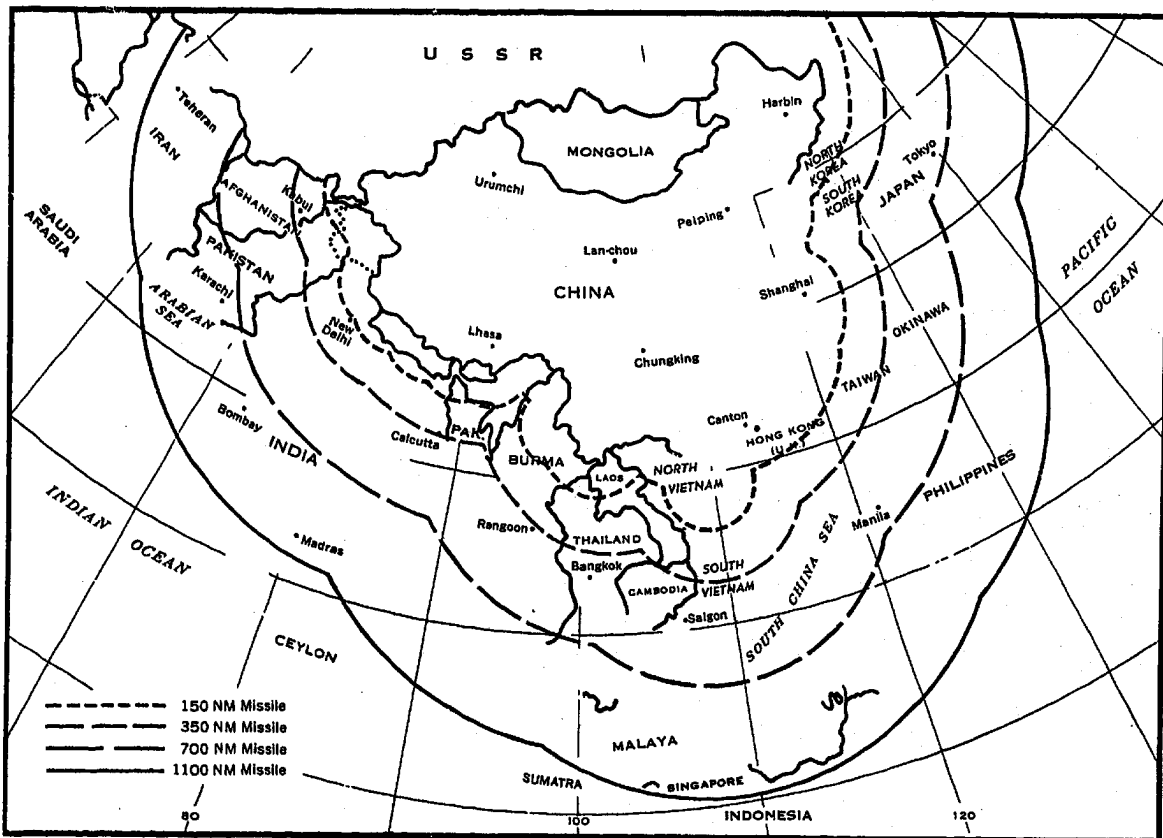 U S S R
Teheran
IRAN
Harbin
MONGOLIA
NORTH
KOREA
SOUTH
KOREA
Tokyo
JAPAN
Urumchi
AFGHANISTAN
Kabul
Peiping
SAUDI
ARABIA
PAKISTAN
Lan-chou
PACIFIC
OCEAN
Karachi
ARABIAN
SEA
CHINA
Shanghai
New
Delhi
Lhasa
Chungking
OKINAWA
TAIWAN
Bombay
INDIA
Calcutta
PAK.
Canton
HONG KONG
(U.K.)
BURMA
LAOS
NORTH
VIETNAM
PHILIPPINES
INDIAN
OCEAN
Madras
Rangoon
THAILAND
Manila
Bangkok
CAMBODIA
SOUTH
VIETNAM
SOUTH CHINA SEA
Saigon
CEYLON
150 NM Missile
350 NM Missile
700 NM Missile
1100 NM Missile
MALAYA
SUMATRA
SINGAPORE
80
100
INDONESIA
120